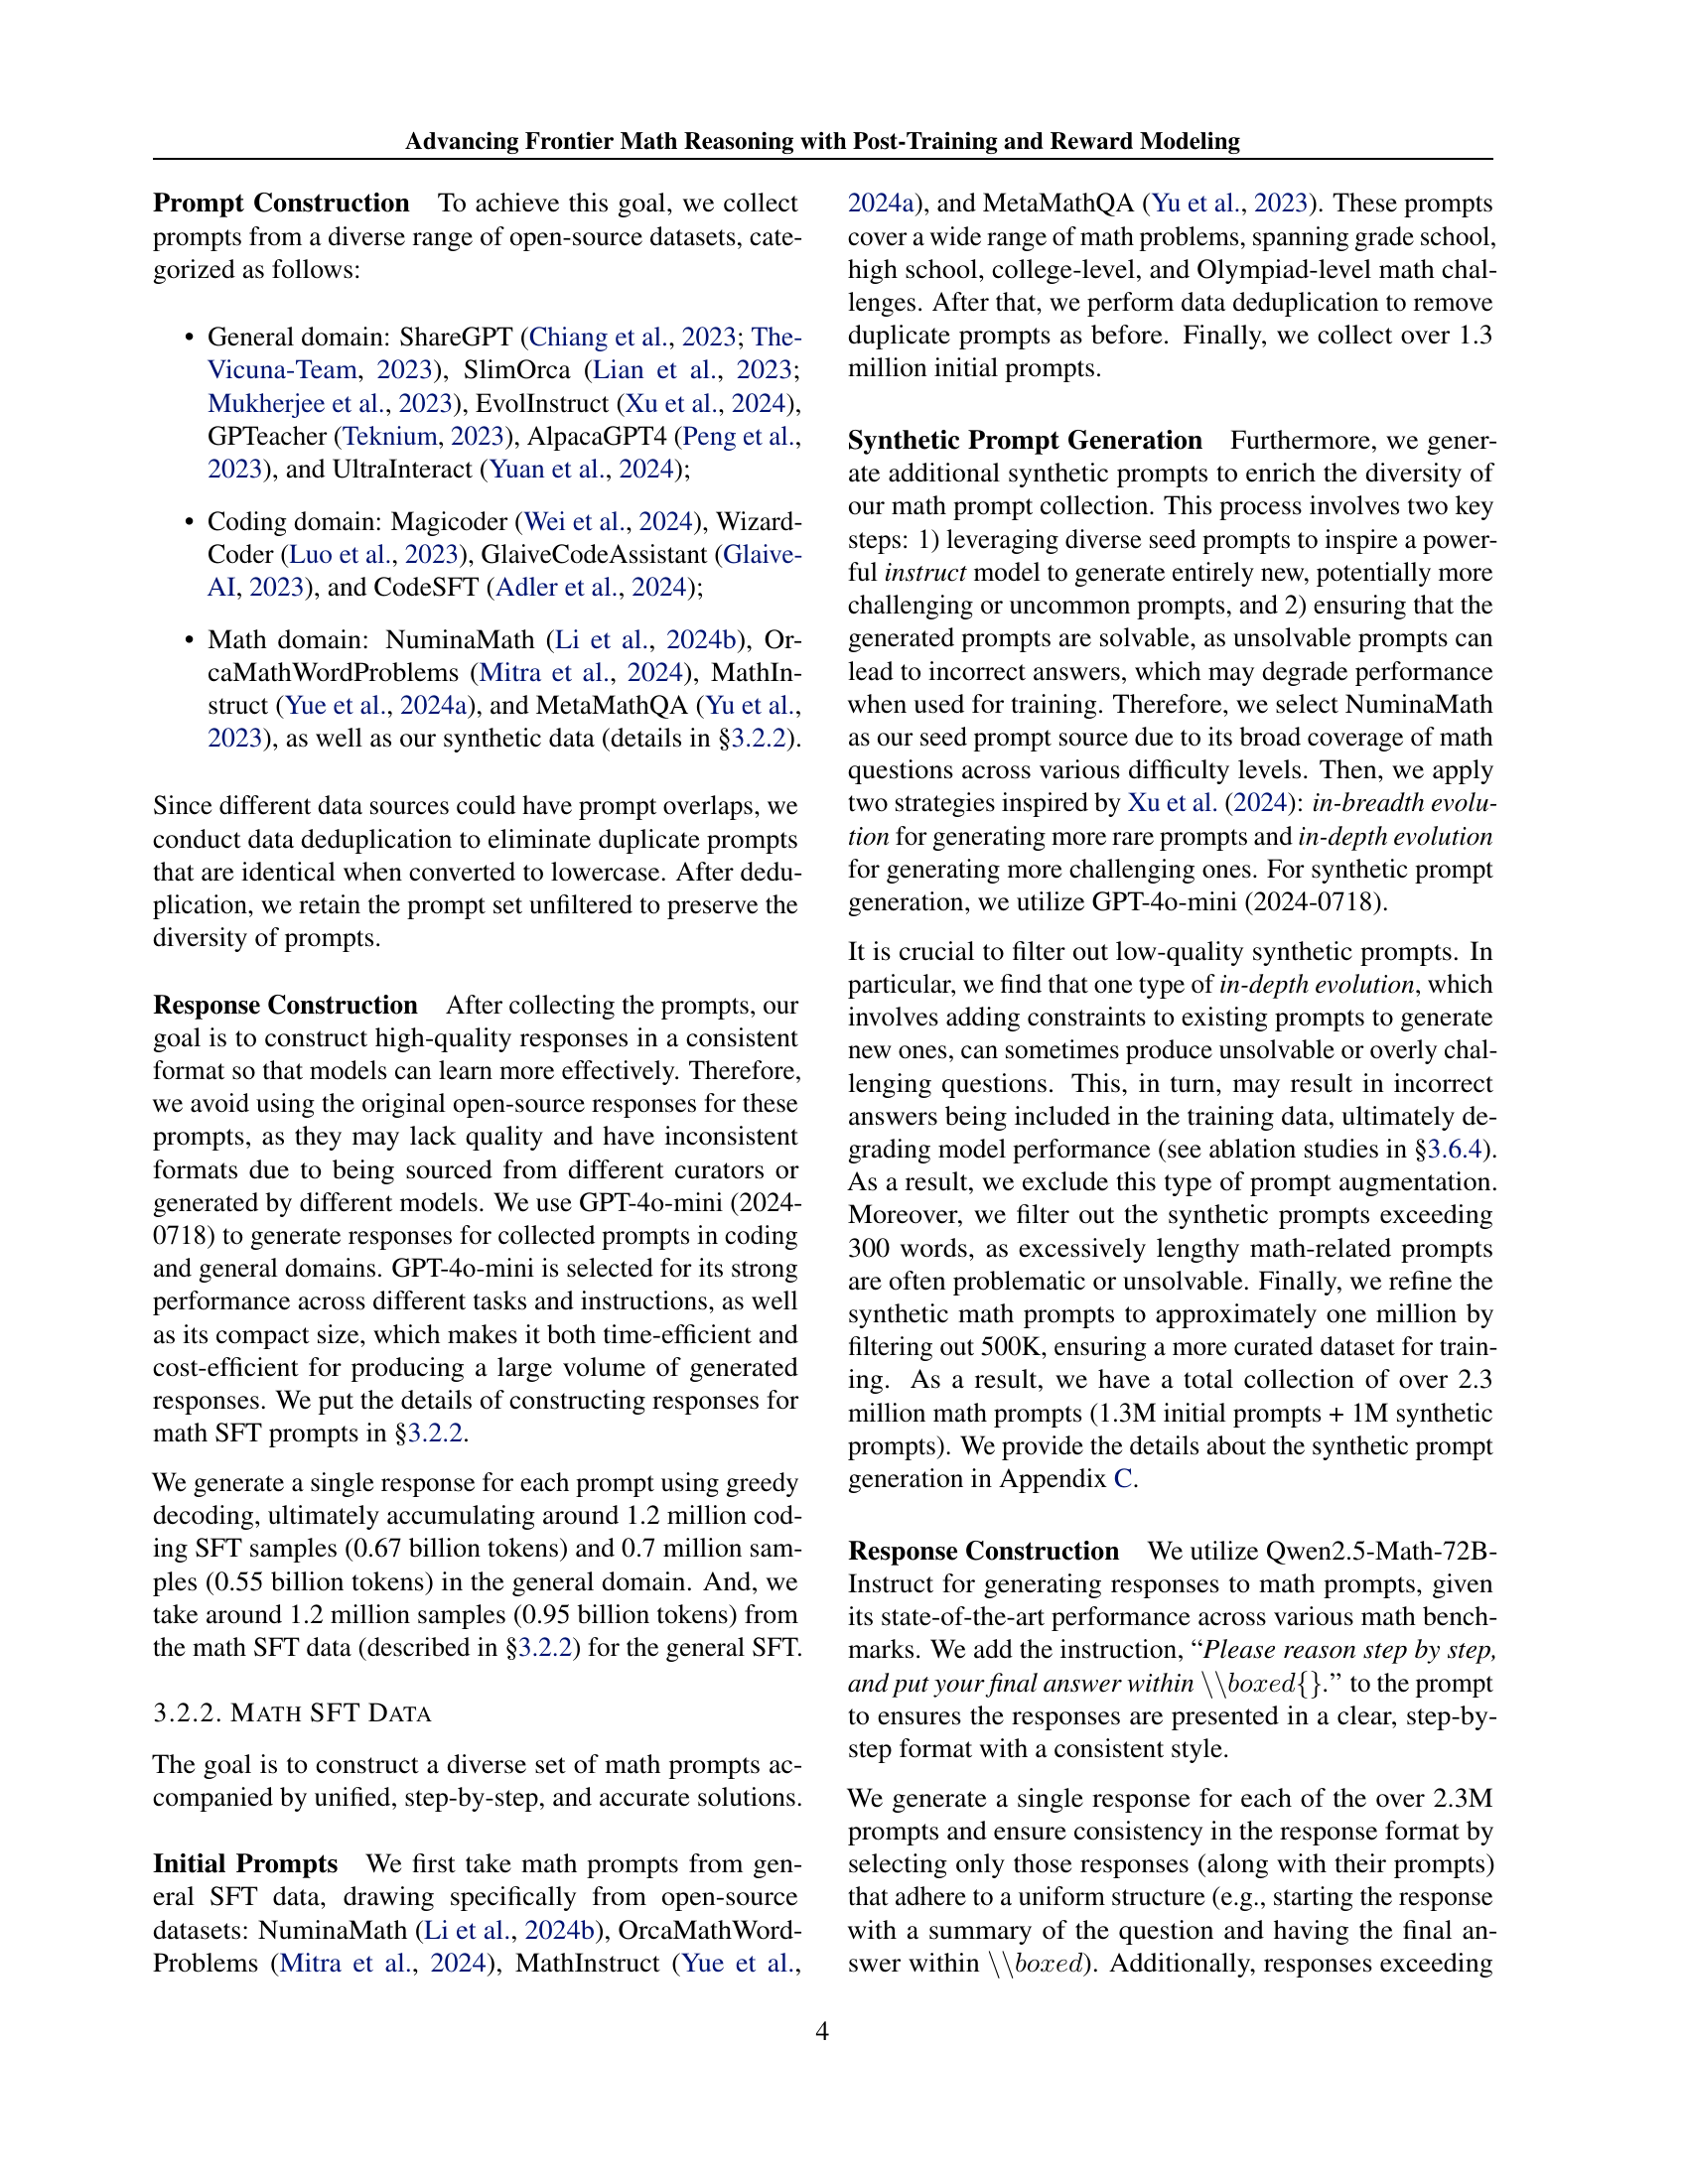 Advancing Frontier Math Reasoning with Post-Training and Reward Modeling
Prompt Construction To achieve this goal, we collect
prompts from a diverse range of open-source datasets, cate-
gorized as follows:
• General domain: ShareGPT (Chiang et al., 2023; The-
Vicuna-Team, 2023), SlimOrca (Lian et al., 2023;
Mukherjee et al., 2023), EvolInstruct (Xu et al., 2024),
GPTeacher (Teknium, 2023), AlpacaGPT4 (Peng et al.,
2023), and UltraInteract (Yuan et al., 2024);
• Coding domain: Magicoder (Wei et al., 2024), Wizard-
Coder (Luo et al., 2023), GlaiveCodeAssistant (Glaive-
AI, 2023), and CodeSFT (Adler et al., 2024);
• Math domain: NuminaMath (Li et al., 2024b), Or-
caMathWordProblems (Mitra et al., 2024), MathIn-
struct (Yue et al., 2024a), and MetaMathQA (Yu et al.,
2023), as well as our synthetic data (details in §3.2.2).
Since different data sources could have prompt overlaps, we
conduct data deduplication to eliminate duplicate prompts
that are identical when converted to lowercase. After dedu-
plication, we retain the prompt set unfiltered to preserve the
diversity of prompts.
Response Construction After collecting the prompts, our
goal is to construct high-quality responses in a consistent
format so that models can learn more effectively. Therefore,
we avoid using the original open-source responses for these
prompts, as they may lack quality and have inconsistent
formats due to being sourced from different curators or
generated by different models. We use GPT-4o-mini (2024-
0718) to generate responses for collected prompts in coding
and general domains. GPT-4o-mini is selected for its strong
performance across different tasks and instructions, as well
as its compact size, which makes it both time-efficient and
cost-efficient for producing a large volume of generated
responses. We put the details of constructing responses for
math SFT prompts in §3.2.2.
We generate a single response for each prompt using greedy
decoding, ultimately accumulating around 1.2 million cod-
ing SFT samples (0.67 billion tokens) and 0.7 million sam-
ples (0.55 billion tokens) in the general domain. And, we
take around 1.2 million samples (0.95 billion tokens) from
the math SFT data (described in §3.2.2) for the general SFT.
3.2.2. MATH SFT DATA
The goal is to construct a diverse set of math prompts ac-
companied by unified, step-by-step, and accurate solutions.
Initial Prompts We first take math prompts from gen-
eral SFT data, drawing specifically from open-source
datasets: NuminaMath (Li et al., 2024b), OrcaMathWord-
Problems (Mitra et al., 2024), MathInstruct (Yue et al.,
2024a), and MetaMathQA (Yu et al., 2023). These prompts
cover a wide range of math problems, spanning grade school,
high school, college-level, and Olympiad-level math chal-
lenges. After that, we perform data deduplication to remove
duplicate prompts as before. Finally, we collect over 1.3
million initial prompts.
Synthetic Prompt Generation Furthermore, we gener-
ate additional synthetic prompts to enrich the diversity of
our math prompt collection. This process involves two key
steps: 1) leveraging diverse seed prompts to inspire a power-
ful instruct model to generate entirely new, potentially more
challenging or uncommon prompts, and 2) ensuring that the
generated prompts are solvable, as unsolvable prompts can
lead to incorrect answers, which may degrade performance
when used for training. Therefore, we select NuminaMath
as our seed prompt source due to its broad coverage of math
questions across various difficulty levels. Then, we apply
two strategies inspired by Xu et al. (2024): in-breadth evolu-
tion for generating more rare prompts and in-depth evolution
for generating more challenging ones. For synthetic prompt
generation, we utilize GPT-4o-mini (2024-0718).
It is crucial to filter out low-quality synthetic prompts. In
particular, we find that one type of in-depth evolution, which
involves adding constraints to existing prompts to generate
new ones, can sometimes produce unsolvable or overly chal-
lenging questions. This, in turn, may result in incorrect
answers being included in the training data, ultimately de-
grading model performance (see ablation studies in §3.6.4).
As a result, we exclude this type of prompt augmentation.
Moreover, we filter out the synthetic prompts exceeding
300 words, as excessively lengthy math-related prompts
are often problematic or unsolvable. Finally, we refine the
synthetic math prompts to approximately one million by
filtering out 500K, ensuring a more curated dataset for train-
ing. As a result, we have a total collection of over 2.3
million math prompts (1.3M initial prompts + 1M synthetic
prompts). We provide the details about the synthetic prompt
generation in Appendix C.
Response Construction We utilize Qwen2.5-Math-72B-
Instruct for generating responses to math prompts, given
its state-of-the-art performance across various math bench-
marks. We add the instruction, “Please reason step by step,
and put your final answer within \\boxed{}.” to the prompt
to ensures the responses are presented in a clear, step-by-
step format with a consistent style.
We generate a single response for each of the over 2.3M
prompts and ensure consistency in the response format by
selecting only those responses (along with their prompts)
that adhere to a uniform structure (e.g., starting the response
with a summary of the question and having the final an-
swer within \\boxed). Additionally, responses exceeding
4